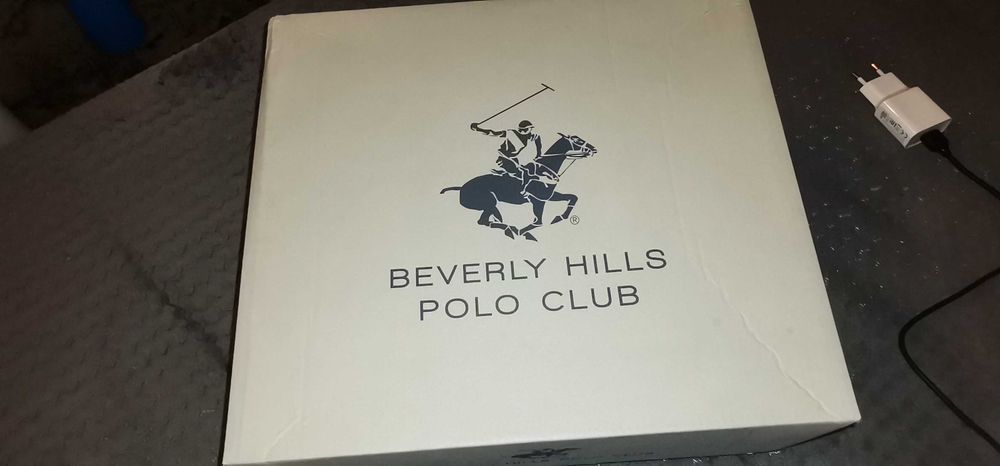 ®
BEVERLY HILLS
POLO CLUB